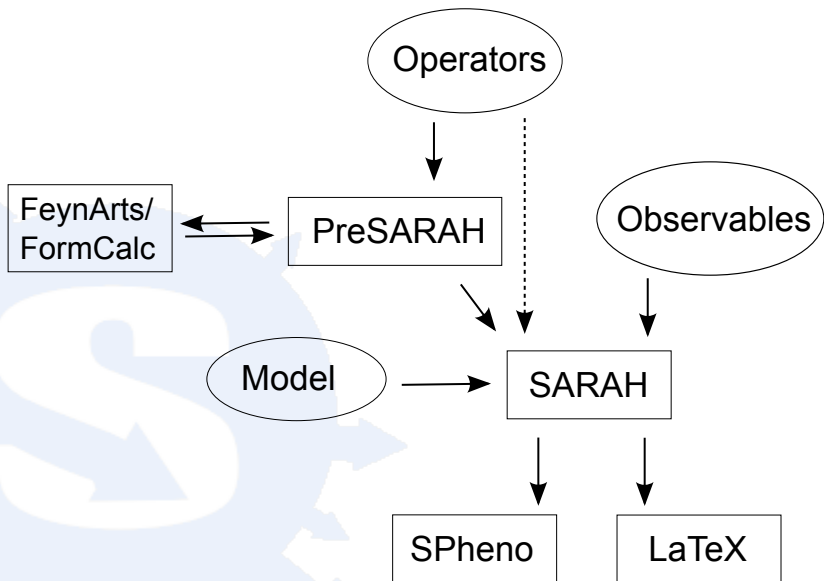 Operators
FeynArts/
FormCalc
PreSARAH
Observables
Model
SARAH
SPheno
LaTeX